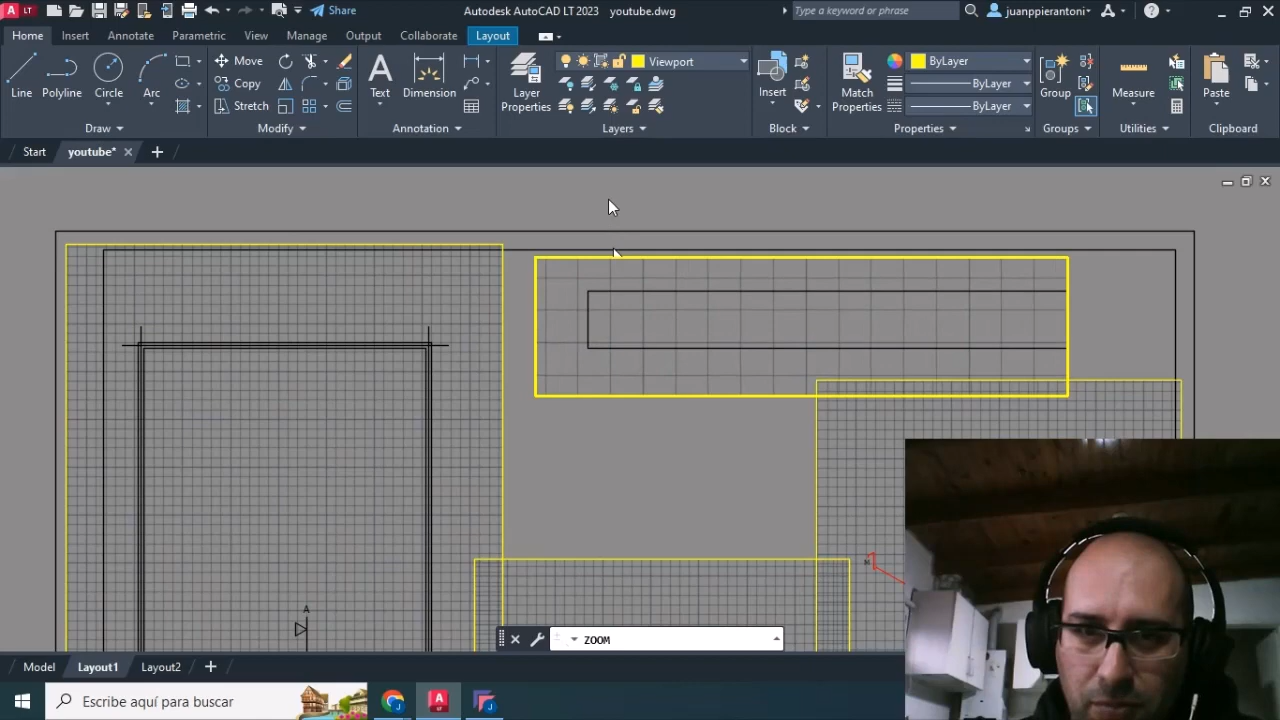 LT
Share
Autodesk AutoCAD LT 2023 youtube.dwg
Type a keyword or phrase
juanppierantoni
Home Insert Annotate Parametric View Manage Output Collaborate Layout
Line Polyline Circle Arc
Move
Copy
Stretch
Text Dimension
Layer Properties
Viewport
Insert
Match Properties
ByLayer
ByLayer
ByLayer
Group
Measure
Paste
Draw Modify Annotation Layers Block Properties Groups Utilities Clipboard
Start youtube*
A
ZOOM
Model Layout1 Layout2
Escribe aquí para buscar
LT